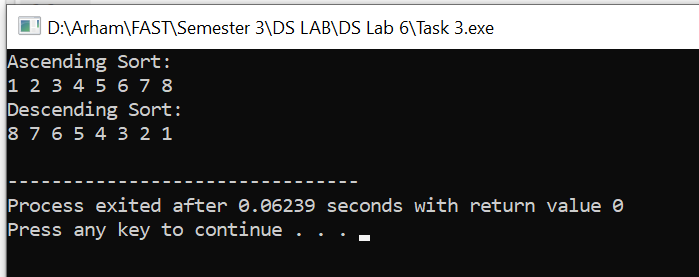 D:\Arham\FAST\Semester 3\DS LAB\DS Lab 6\Task 3.exe
Ascending Sort:
1 2 3 4 5 6 7 8
Descending Sort:
8 7 6 5 4 3 2 1
--------------------------------
Process exited after 0.06239 seconds with return value 0
Press any key to continue . . .